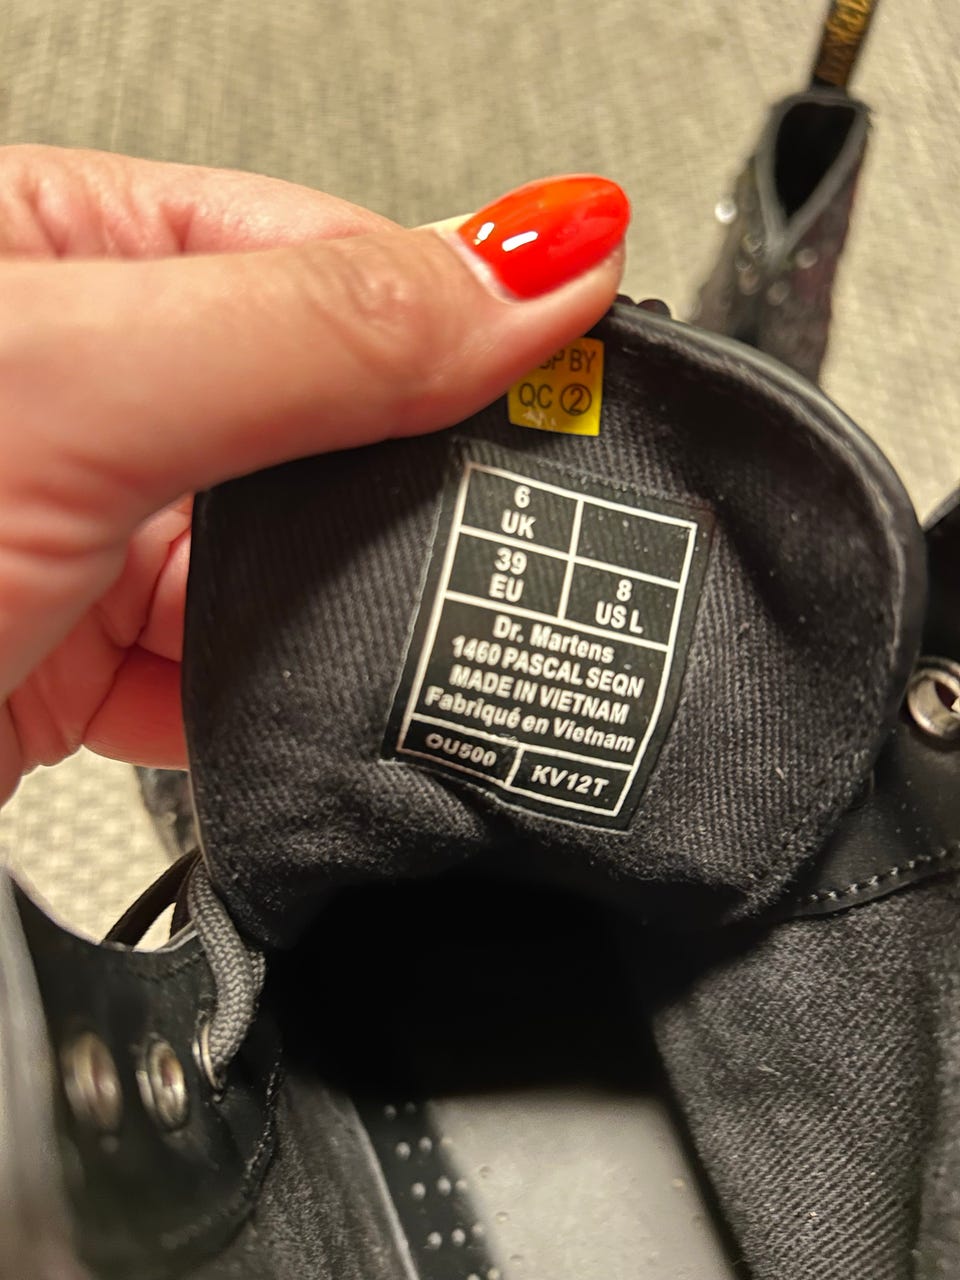 BY
QC ②
6
UK
39
EU
8
US L
Dr. Martens
1460 PASCAL SEQN
MADE IN VIETNAM
Fabriqué en Vietnam
OU500
KV12T